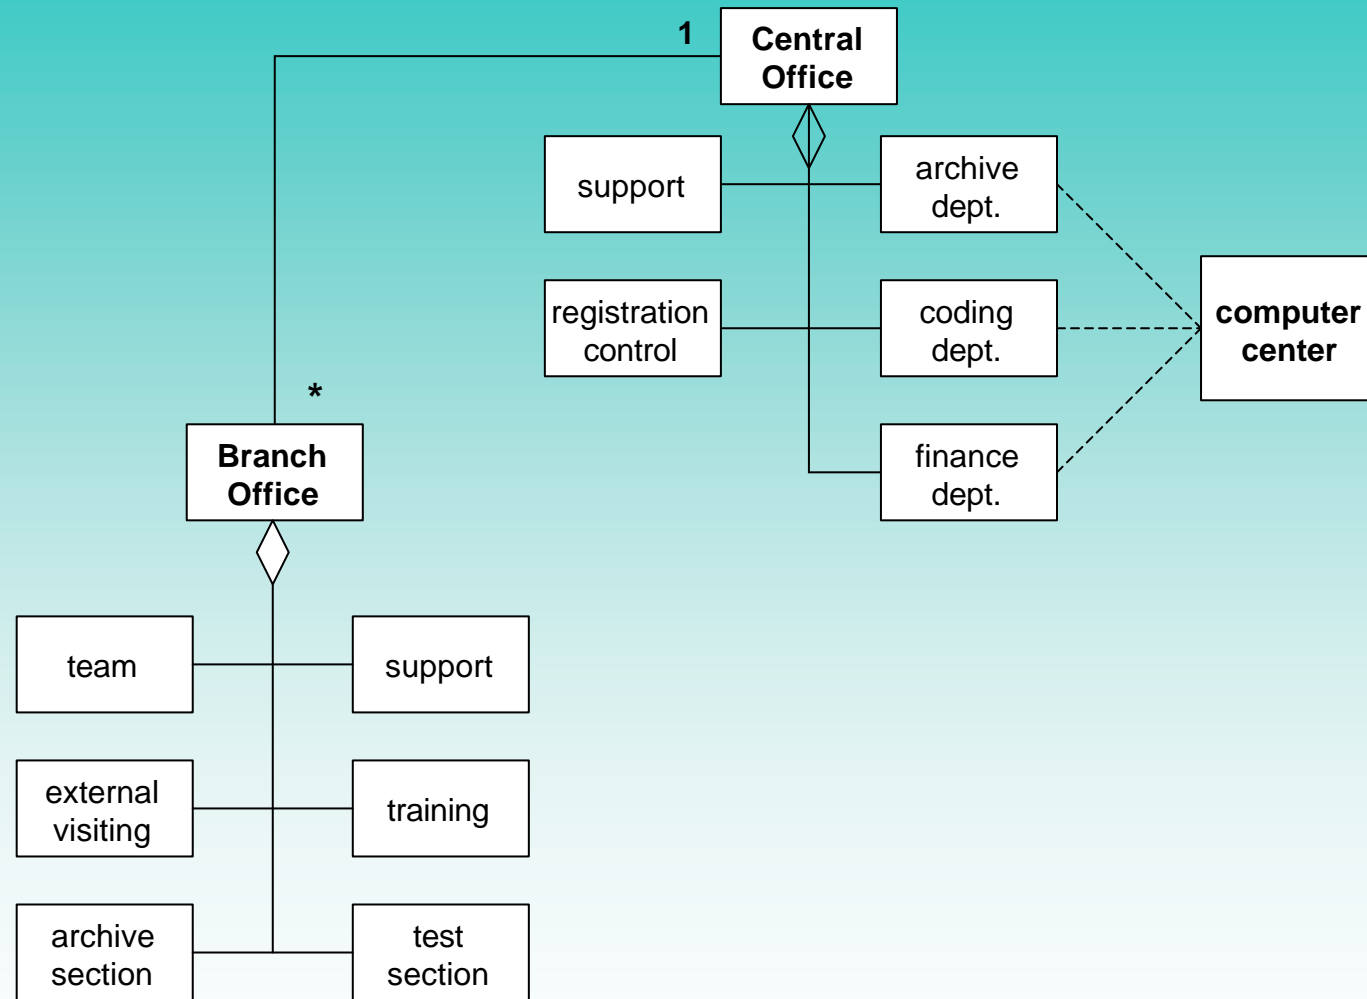 1
Central
Office
support
archive
dept.
registration
control
coding
dept.
computer
center
*
finance
dept.
Branch
Office
team
support
external
visiting
training
archive
section
test
section